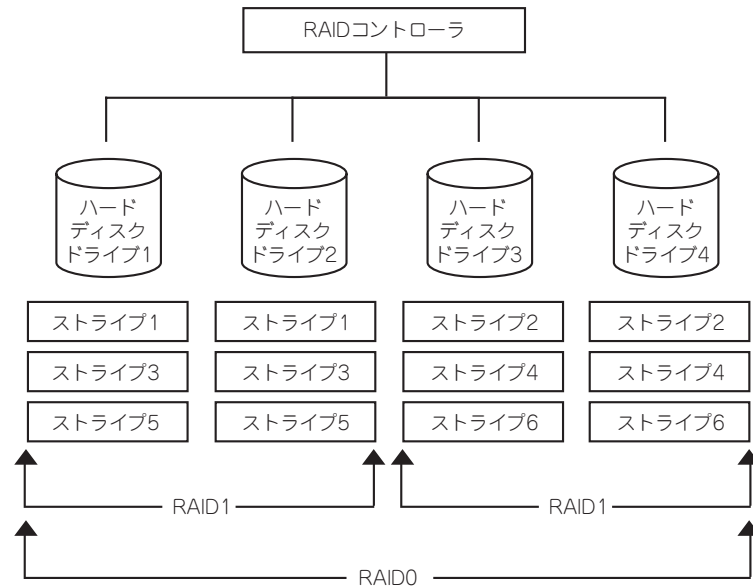 RAIDコントローラ
ハード
ディスク
ドライブ1
ハード
ディスク
ドライブ2
ハード
ディスク
ドライブ3
ハード
ディスク
ドライブ4
ストライプ1
ストライプ1
ストライプ2
ストライプ2
ストライプ3
ストライプ3
ストライプ4
ストライプ4
ストライプ5
ストライプ5
ストライプ6
ストライプ6
RAID1
RAID1
RAID0